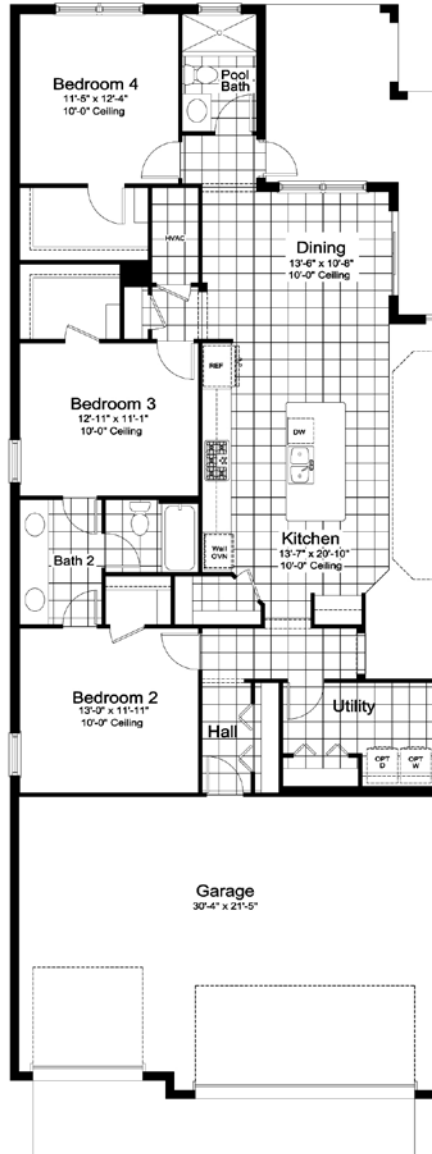 Bedroom 4
11'-5" x 12'-4"
10'-0" Ceiling
Pool
Bath
HVAC
Dining
13'-6" x 10'-8"
10'-0" Ceiling
REF
Bedroom 3
12'-11" x 11'-1"
10'-0" Ceiling
DW
Kitchen
13'-7" x 20'-10"
10'-0" Ceiling
Wall
OVN
Bath 2
Bedroom 2
13'-0" x 11'-11"
10'-0" Ceiling
Hall
Utility
OPT
D
OPT
W
Garage
30'-4" x 21'-5"